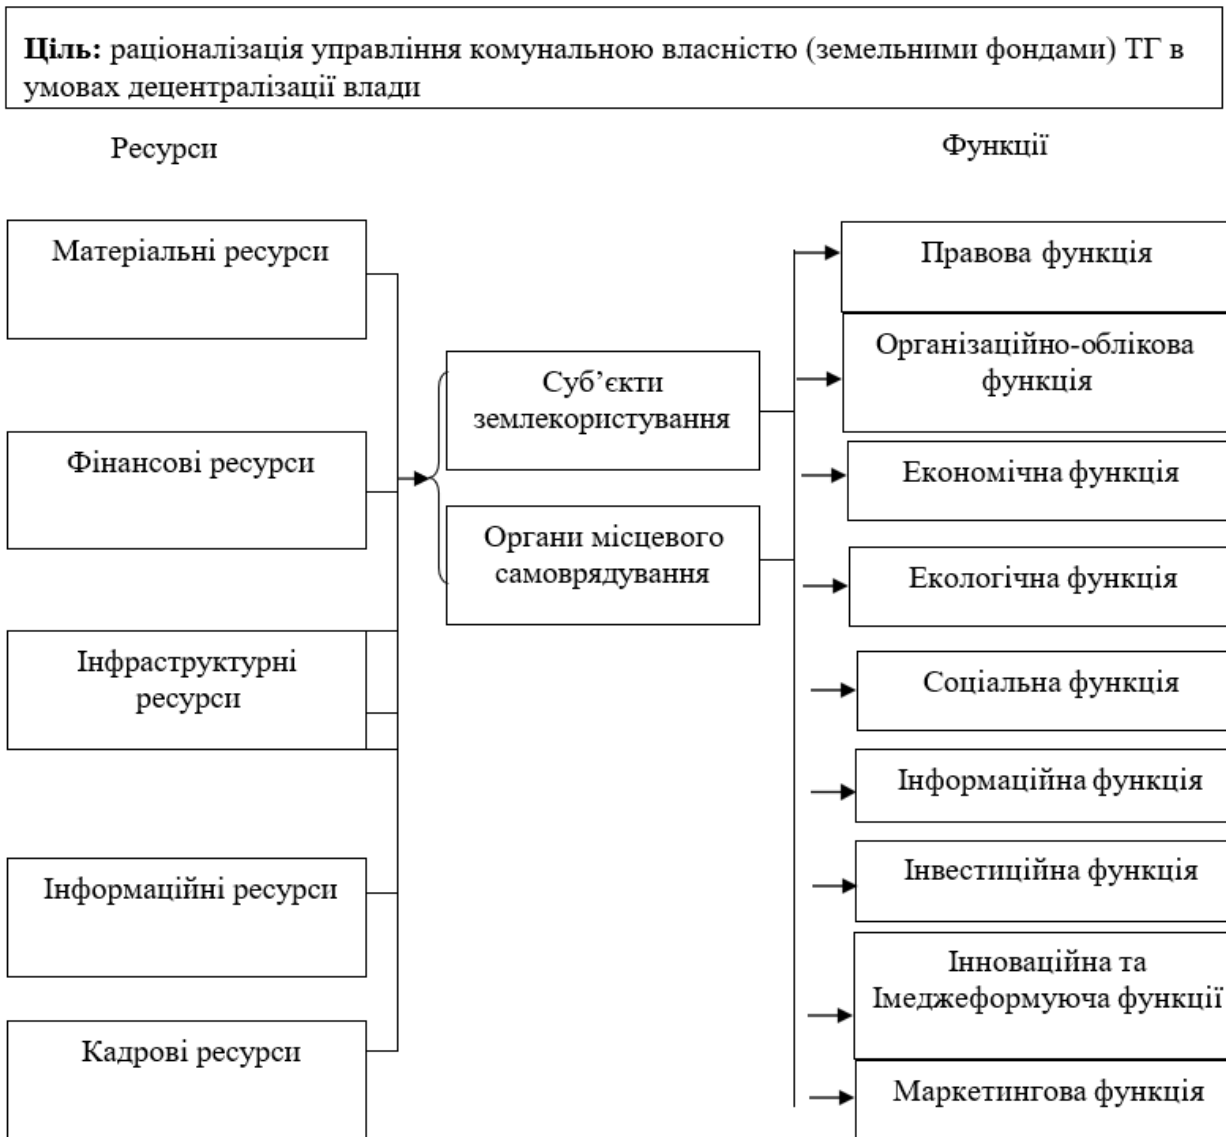 Ціль: раціоналізація управління комунальною власністю (земельними фондами) ТГ в
умовах децентралізації влади
Ресурси
Функції
Матеріальні ресурси
Фінансові ресурси
Інфраструктурні
ресурси
Інформаційні ресурси
Кадрові ресурси
Суб’єкти
землекористування
Органи місцевого
самоврядування
Правова функція
Організаційно-облікова
функція
Економічна функція
Екологічна функція
Соціальна функція
Інформаційна функція
Інвестиційна функція
Інноваційна та
Імеджеформуюча функції
Маркетингова функція